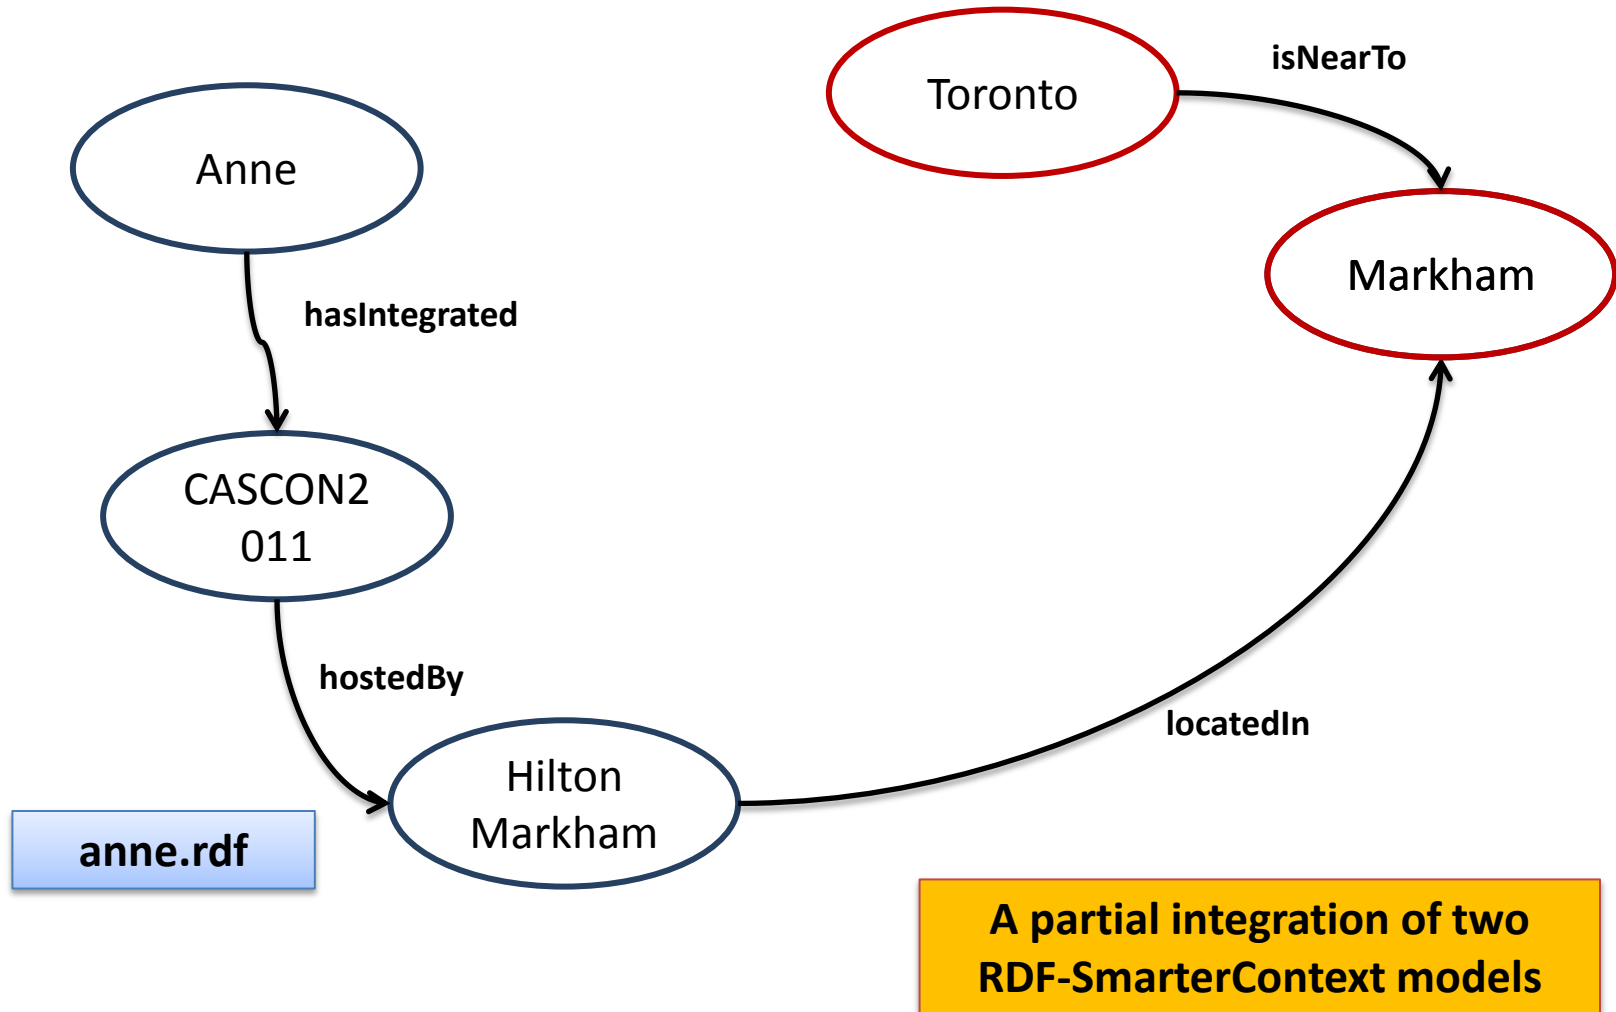 Toronto
isNearTo
Anne
Markham
hasIntegrated
CASCON2
011
hostedBy
locatedIn
Hilton
Markham
anne.rdf
A partial integration of two
RDF-SmarterContext models